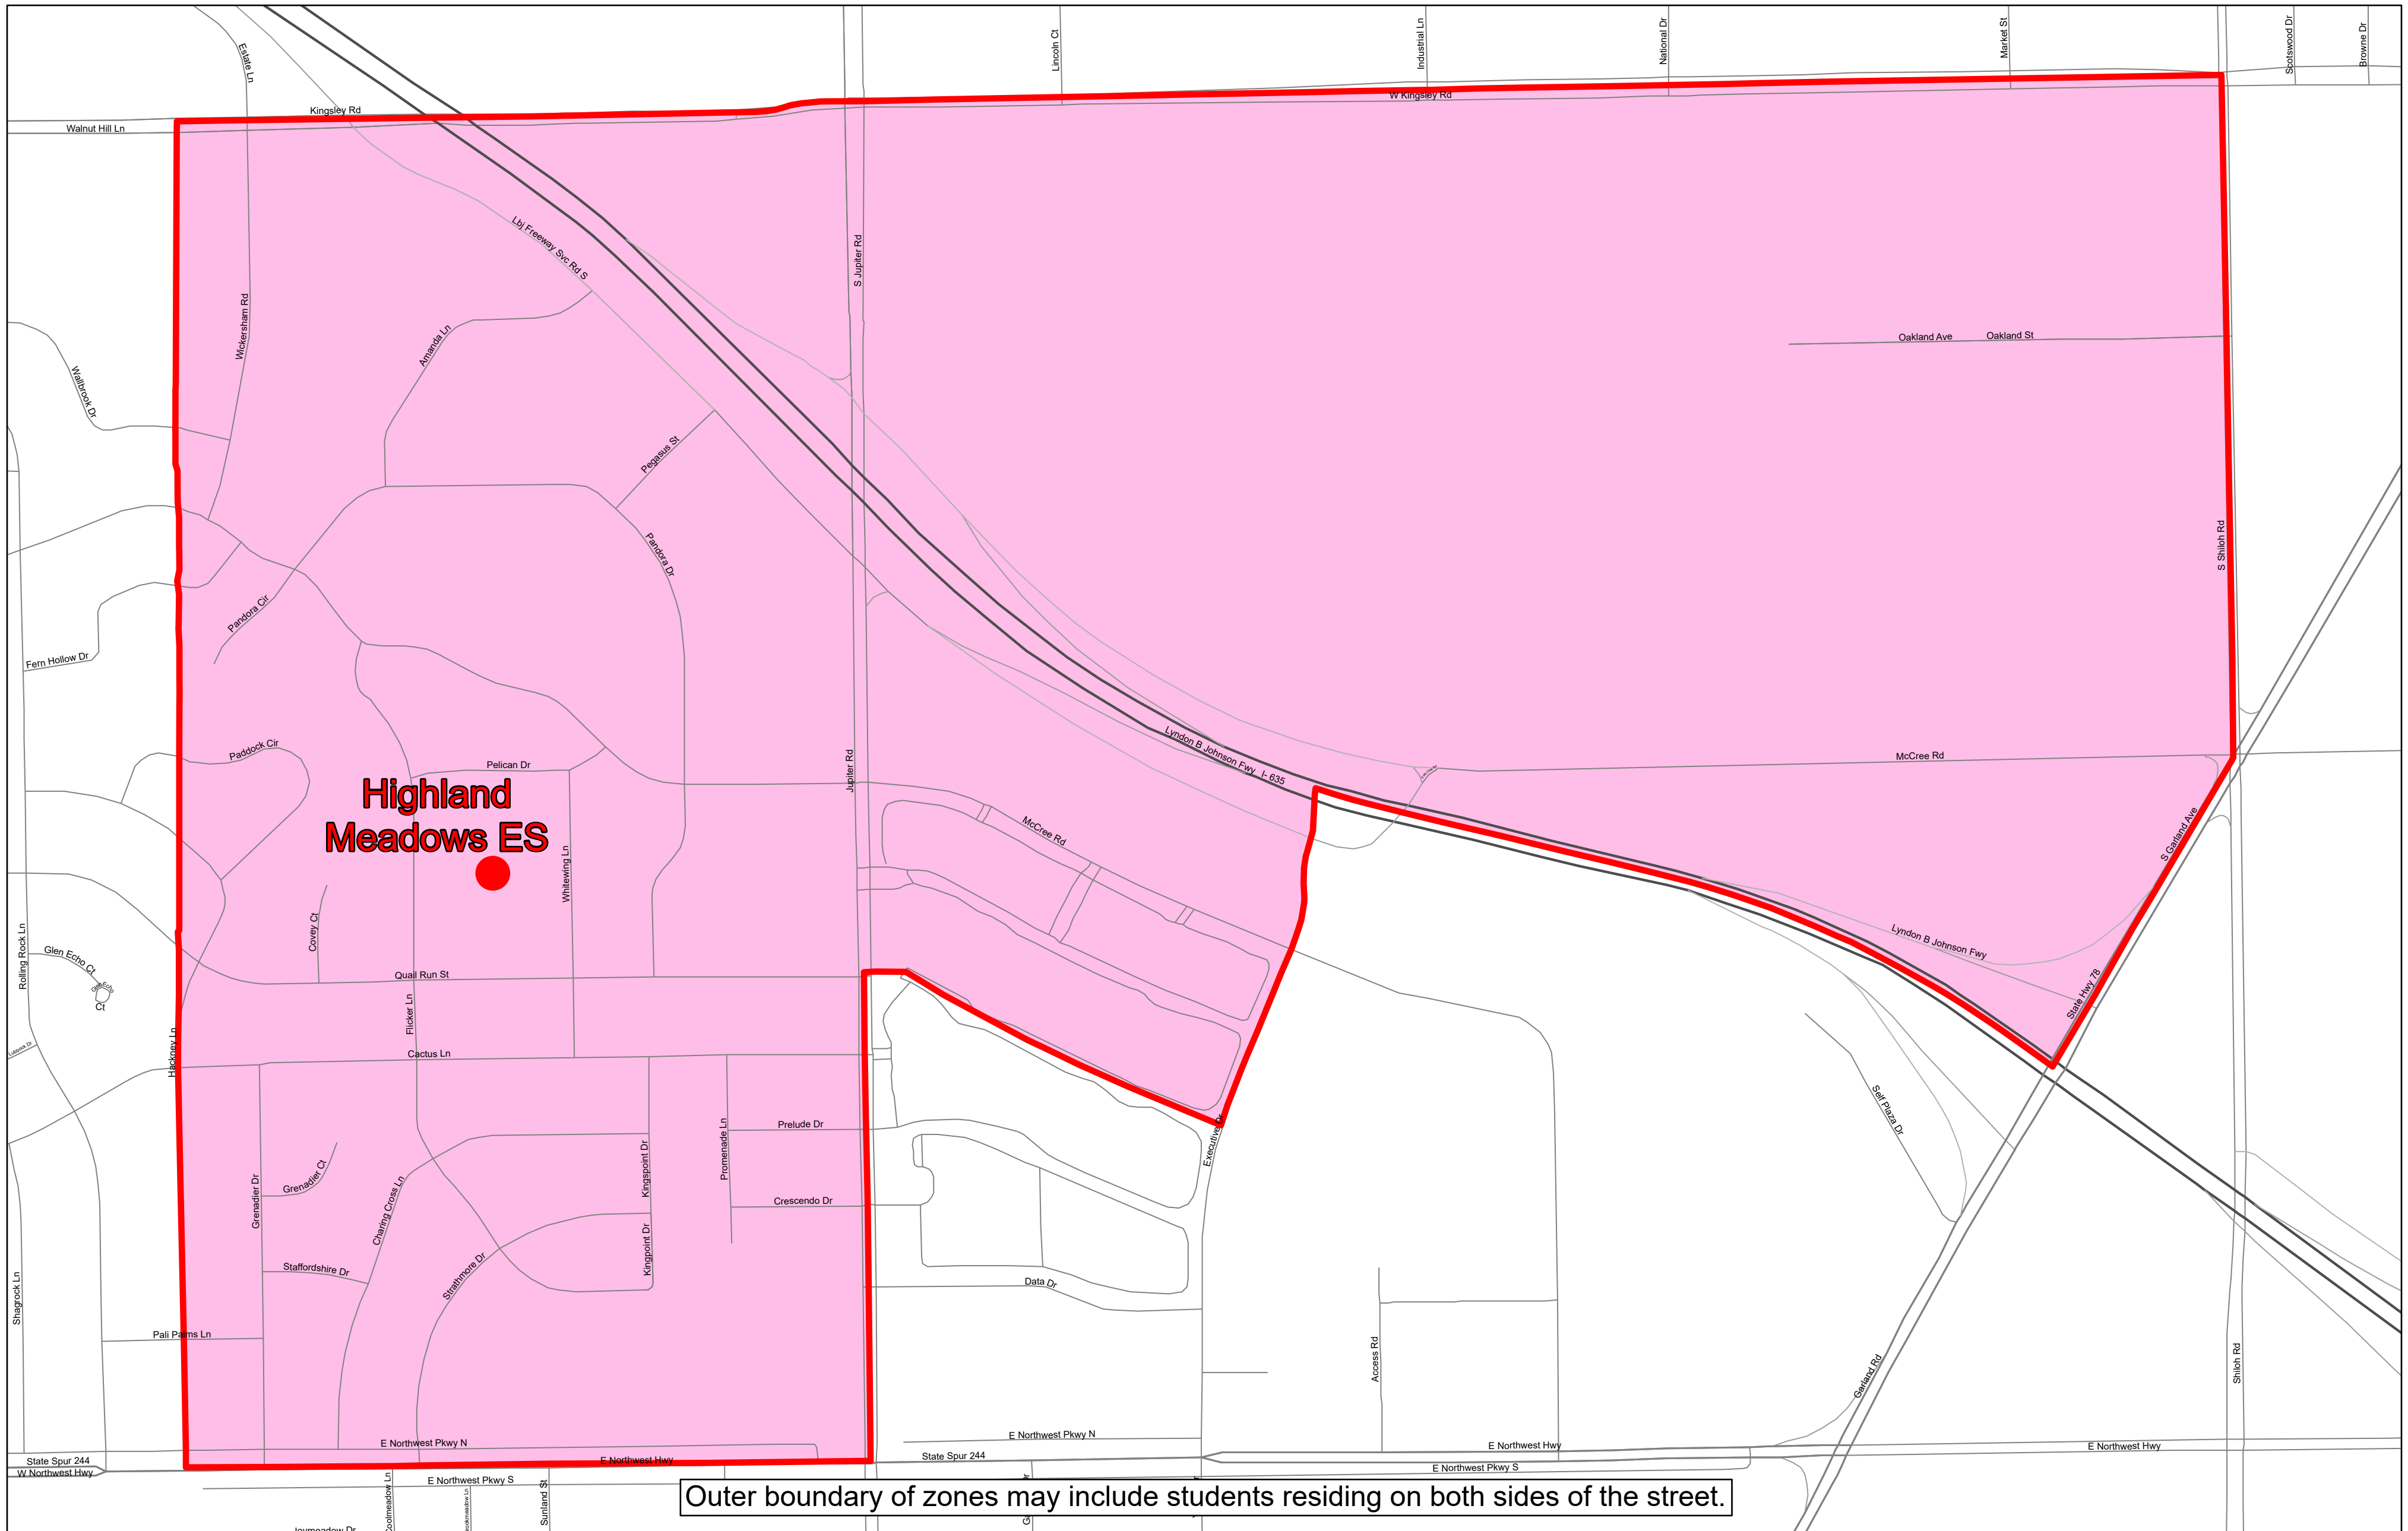 Estate Ln
Lincoln Ct
Industrial Ln
National Dr
Market St
Scotswood Dr
Browne Dr
Kingsley Rd
Walnut Hill Ln
W Kingsley Rd
Lbj Freeway Svc Rd S
S Jupiter Rd
Wickersham Rd
Amanda Ln
Oakland Ave
Oakland St
Wallbrook Dr
Pegasus St
Pandora Dr
S Shiloh Rd
Pandora Cir
Fern Hollow Dr
Paddock Cir
Pelican Dr
Jupiter Rd
Lyndon B Johnson Fwy
I- 635
McCree Rd
Highland
Meadows ES
McCree Rd
S Garland Ave
Whitewing Ln
Covey Ct
Rolling Rock Ln
Glen Echo Ct
Glen Echo
Ct
Quail Run St
Flicker Ln
Lyndon B Johnson Fwy
State Hwy 78
Hackney Ln
Cactus Ln
Prelude Dr
Promenade Ln
Kingspoint Dr
Executive Dr
Self Plaza Dr
Grenadier Ct
Grenadier Dr
Charing Cross Ln
Crescendo Dr
Kingpoint Dr
Staffordshire Dr
Strathmore Dr
Data Dr
Shagrock Ln
Pali Palms Ln
Access Rd
Garland Rd
Shiloh Rd
E Northwest Pkwy N
E Northwest Pkwy N
E Northwest Hwy
E Northwest Hwy
State Spur 244
W Northwest Hwy
E Northwest Hwy
State Spur 244
E Northwest Pkwy S
E Northwest Pkwy S
Coolmeadow Ln
Sunland St
Outer boundary of zones may include students residing on both sides of the street.